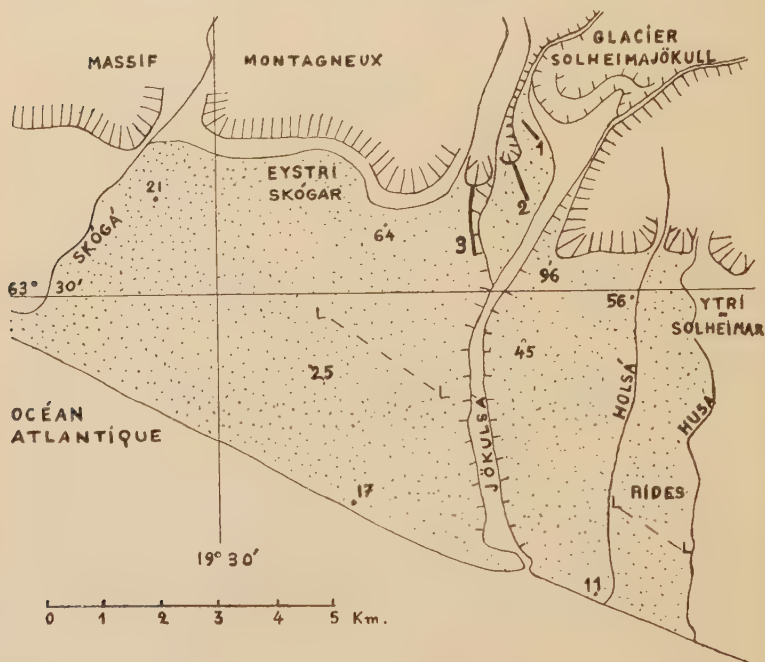 MASSIF MONTAGNEUX
GLACIER
SOLHEIMAJÖKULL
1
2
3
21
EYSTRI
SKÓGAR
64
SKÓGÁ
63° 30'
96
56
YTRI
SOLHEIMAR
L
L
45
25
HOLSÁ
HUSÁ
OCÉAN
ATLANTIQUE
JÖKULSA
17
RIDES
L
L
19° 30'
11
0 1 2 3 4 5 Km.